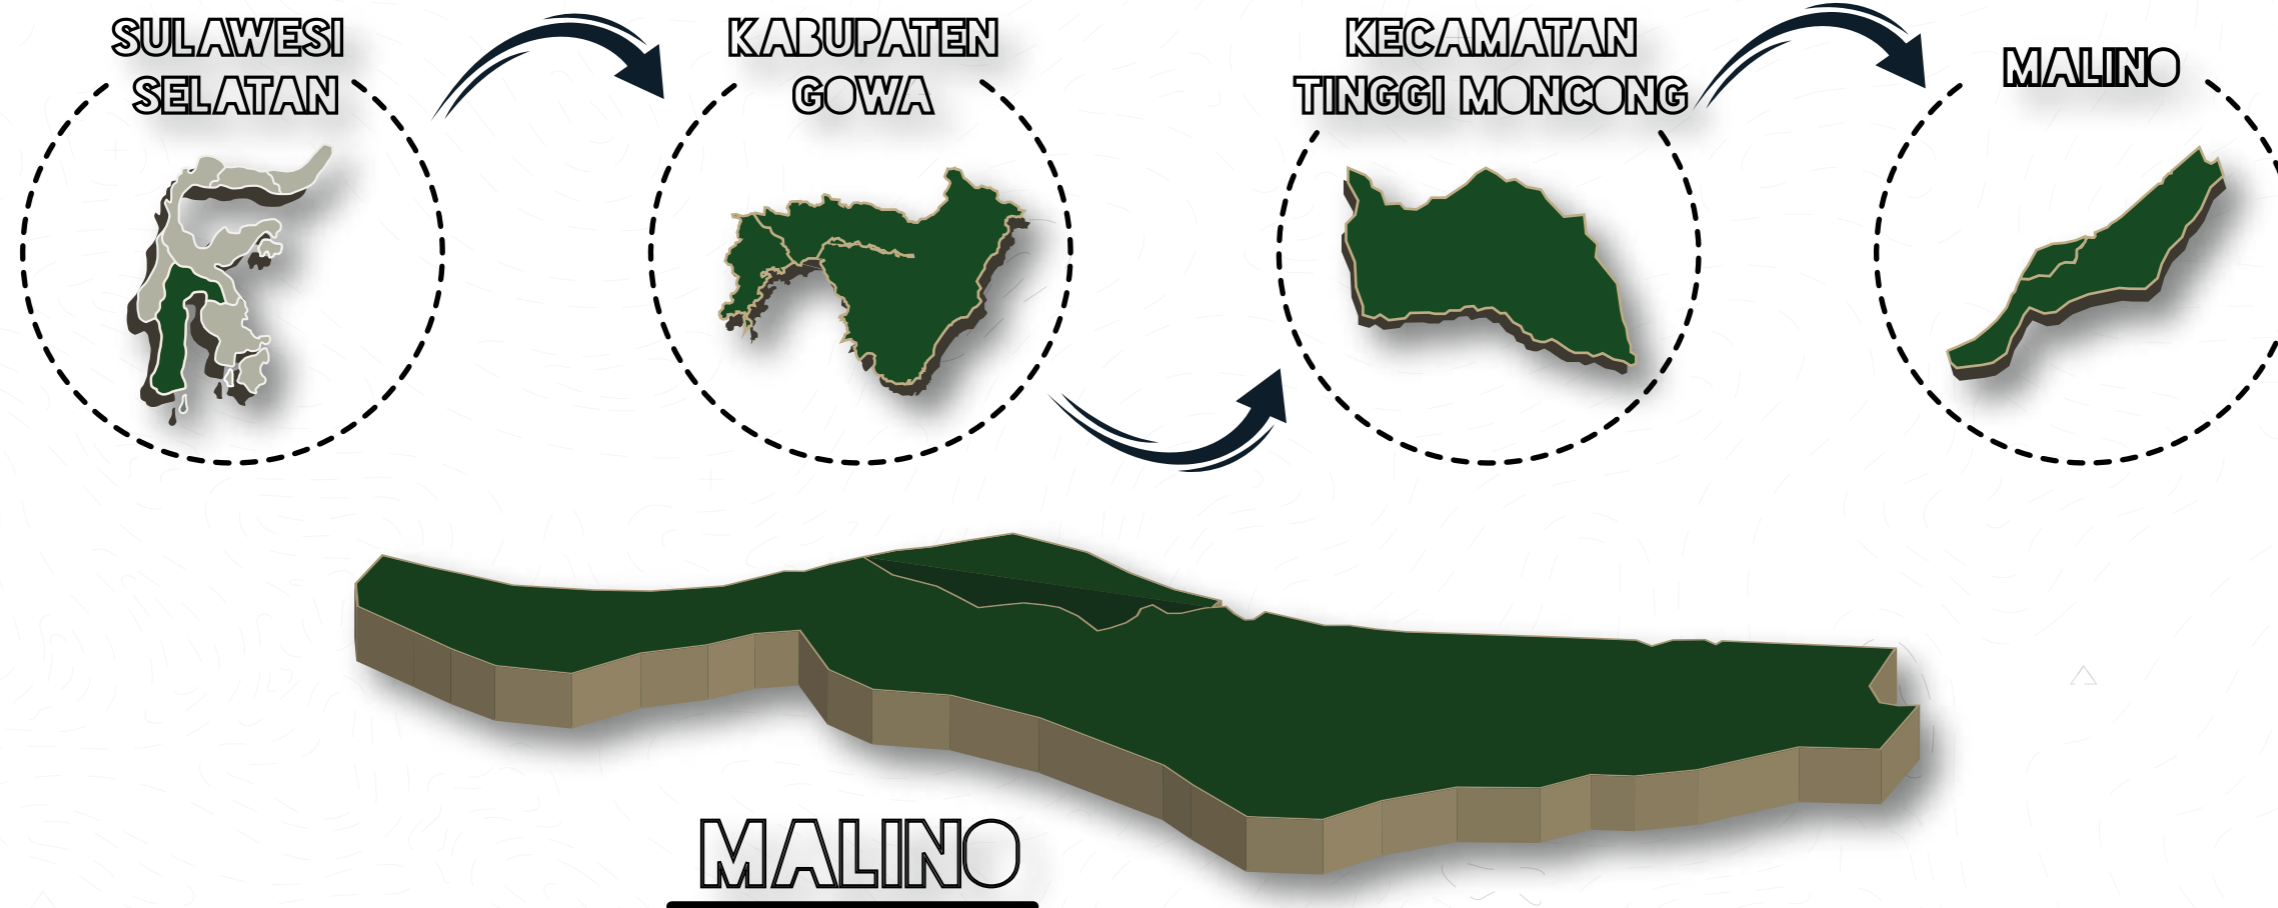 SULAWESI
SELATAN
KABUPATEN
GOWA
KECAMATAN
TINGGI MONCONG
MALINO
MALINO